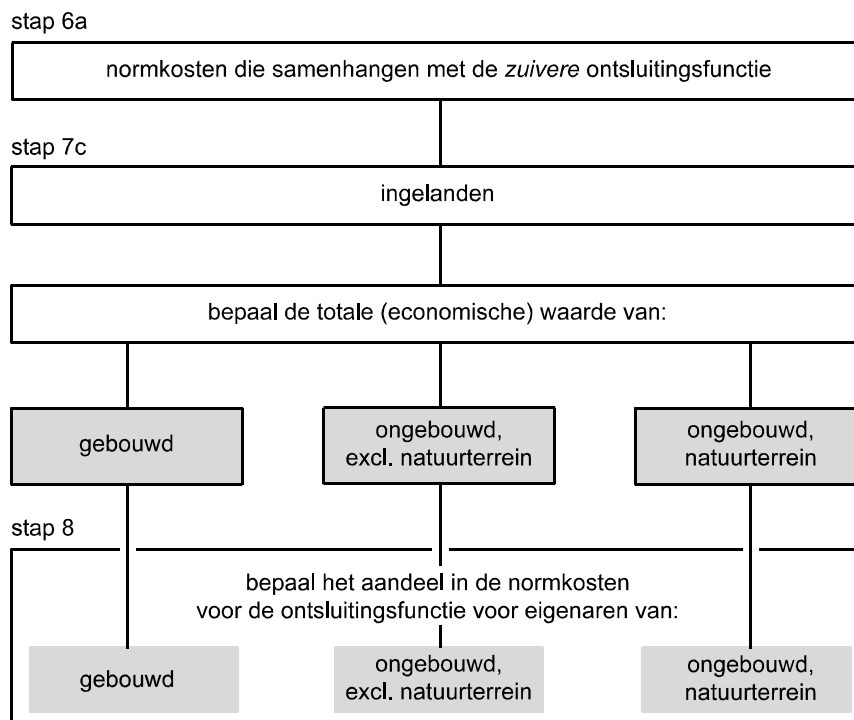 stap 6a
normkosten die samenhangen met de zuivere ontsluitingsfunctie
stap 7c
ingelanden
bepaal de totale (economische) waarde van:
gebouwd
ongebouwd,
excl. natuurterrein
ongebouwd,
natuurterrein
stap 8
bepaal het aandeel in de normkosten
voor de ontsluitingsfunctie voor eigenaren van:
gebouwd
ongebouwd,
excl. natuurterrein
ongebouwd,
natuurterrein